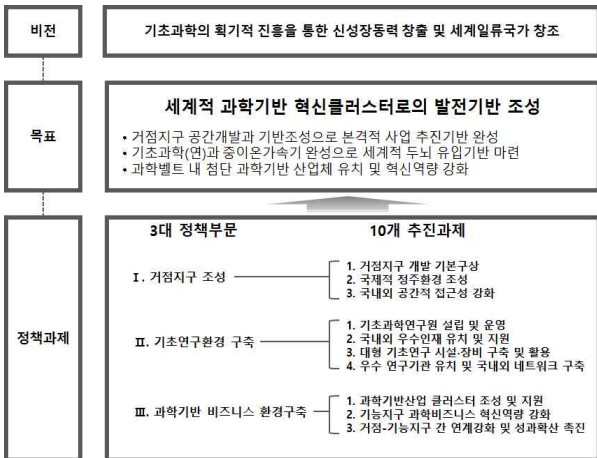 비전
기초과학의 획기적 진흥을 통한 신성장동력 창출 및 세계일류국가 창조
목표
세계적 과학기반 혁신클러스터로의 발전기반 조성
• 거점지구 공간개발과 기반조성으로 본격적 사업 추진기반 완성
• 기초과학(연)과 중이온가속기 완성으로 세계적 두뇌 유입기반 마련
• 과학벨트 내 첨단 과학기반 산업체 유치 및 혁신역량 강화
정책과제
3대 정책부문
10개 추진과제
Ⅰ. 거점지구 조성
1. 거점지구 개발 기본구상
2. 국제적 정주환경 조성
3. 국내외 공간적 접근성 강화
Ⅱ. 기초연구환경 구축
1. 기초과학연구원 설립 및 운영
2. 국내외 우수인재 유치 및 지원
3. 대형 기초연구 시설·장비 구축 및 활용
4. 우수 연구기관 유치 및 국내외 네트워크 구축
Ⅲ. 과학기반 비즈니스 환경구축
1. 과학기반산업 클러스터 조성 및 지원
2. 기능지구 과학비즈니스 혁신역량 강화
3. 거점-기능지구 간 연계강화 및 성과확산 촉진